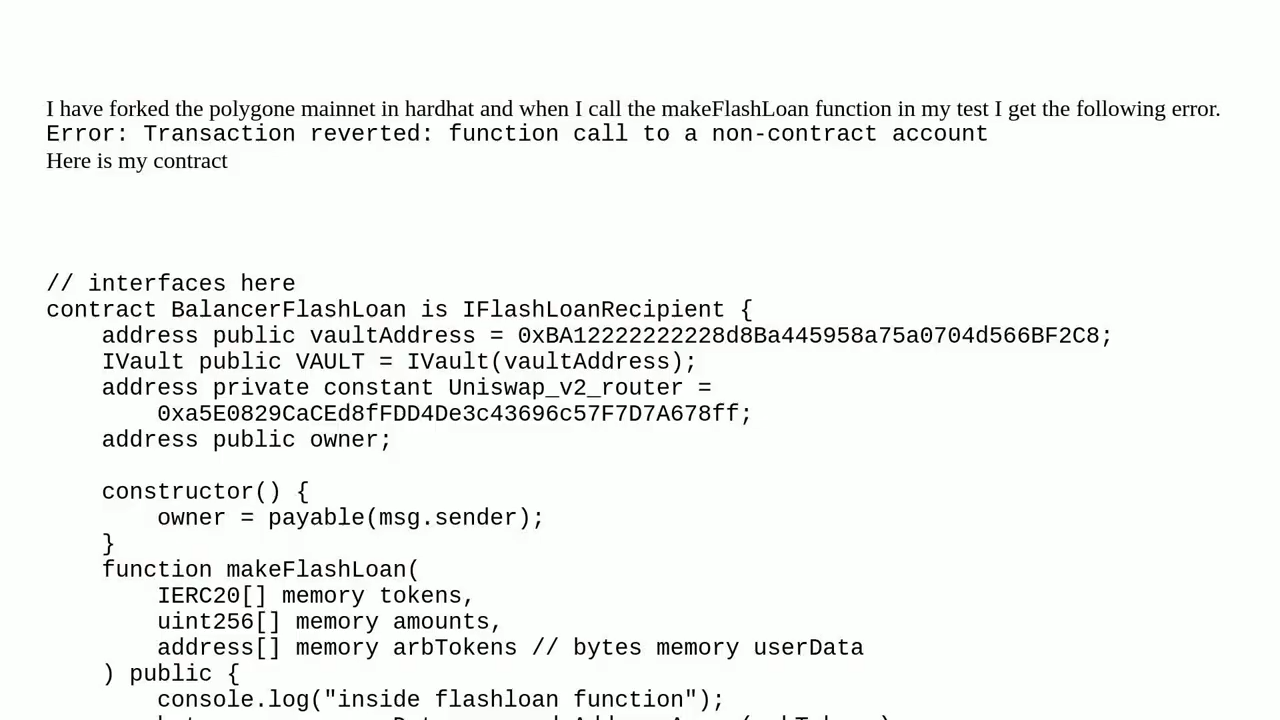 I have forked the polygone mainnet in hardhat and when I call the makeFlashLoan function in my test I get the following error.
Error: Transaction reverted: function call to a non-contract account
Here is my contract
// interfaces here
contract BalancerFlashLoan is IFlashLoanRecipient {
    address public vaultAddress = 0xBA12222222228d8Ba445958a75a0704d566BF2C8;
    IVault public VAULT = IVault(vaultAddress);
    address private constant Uniswap_v2_router =
        0xa5E0829CaCEd8fFDD4De3c43696c57F7D7A678ff;
    address public owner;
    constructor() {
        owner = payable(msg.sender);
    }
    function makeFlashLoan(
        IERC20[] memory tokens,
        uint256[] memory amounts,
        address[] memory arbTokens // bytes memory userData
    ) public {
        console.log("inside flashloan function");